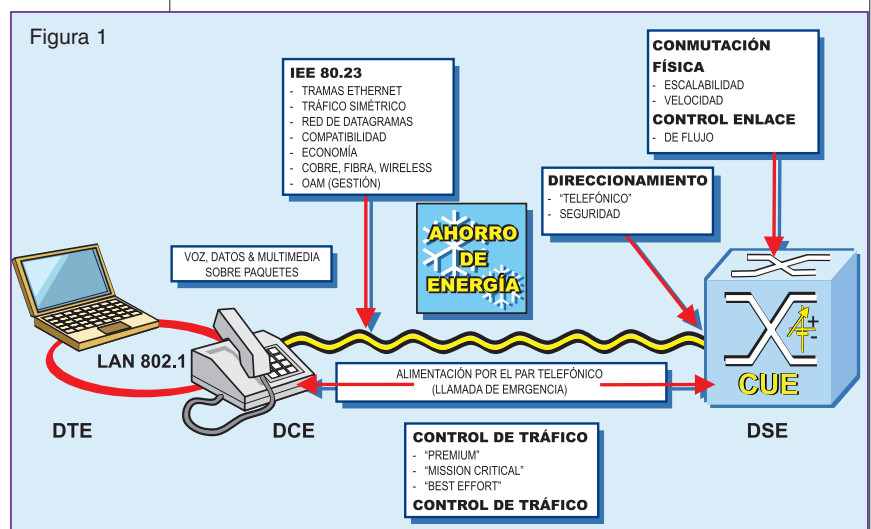 Figura 1
IEE 80.23
- TRAMAS ETHERNET
- TRÁFICO SIMÉTRICO
- RED DE DATAGRAMAS
- COMPATIBILIDAD
- ECONOMÍA
- COBRE, FIBRA, WIRELESS
- OAM (GESTIÓN)
CONMUTACIÓN
FÍSICA
- ESCALABILIDAD
- VELOCIDAD
CONTROL ENLACE
- DE FLUJO
DIRECCIONAMIENTO
- “TELEFÓNICO”
- SEGURIDAD
AHORRO
DE
ENERGÍA
VOZ, DATOS & MULTIMEDIA
SOBRE PAQUETES
LAN 802.1
ALIMENTACIÓN POR EL PAR TELEFÓNICO
(LLAMADA DE EMRGENCIA)
+
-
CUE
DTE
DCE
DSE
CONTROL DE TRÁFICO
- “PREMIUM”
- “MISSION CRITICAL”
- “BEST EFFORT”
CONTROL DE TRÁFICO